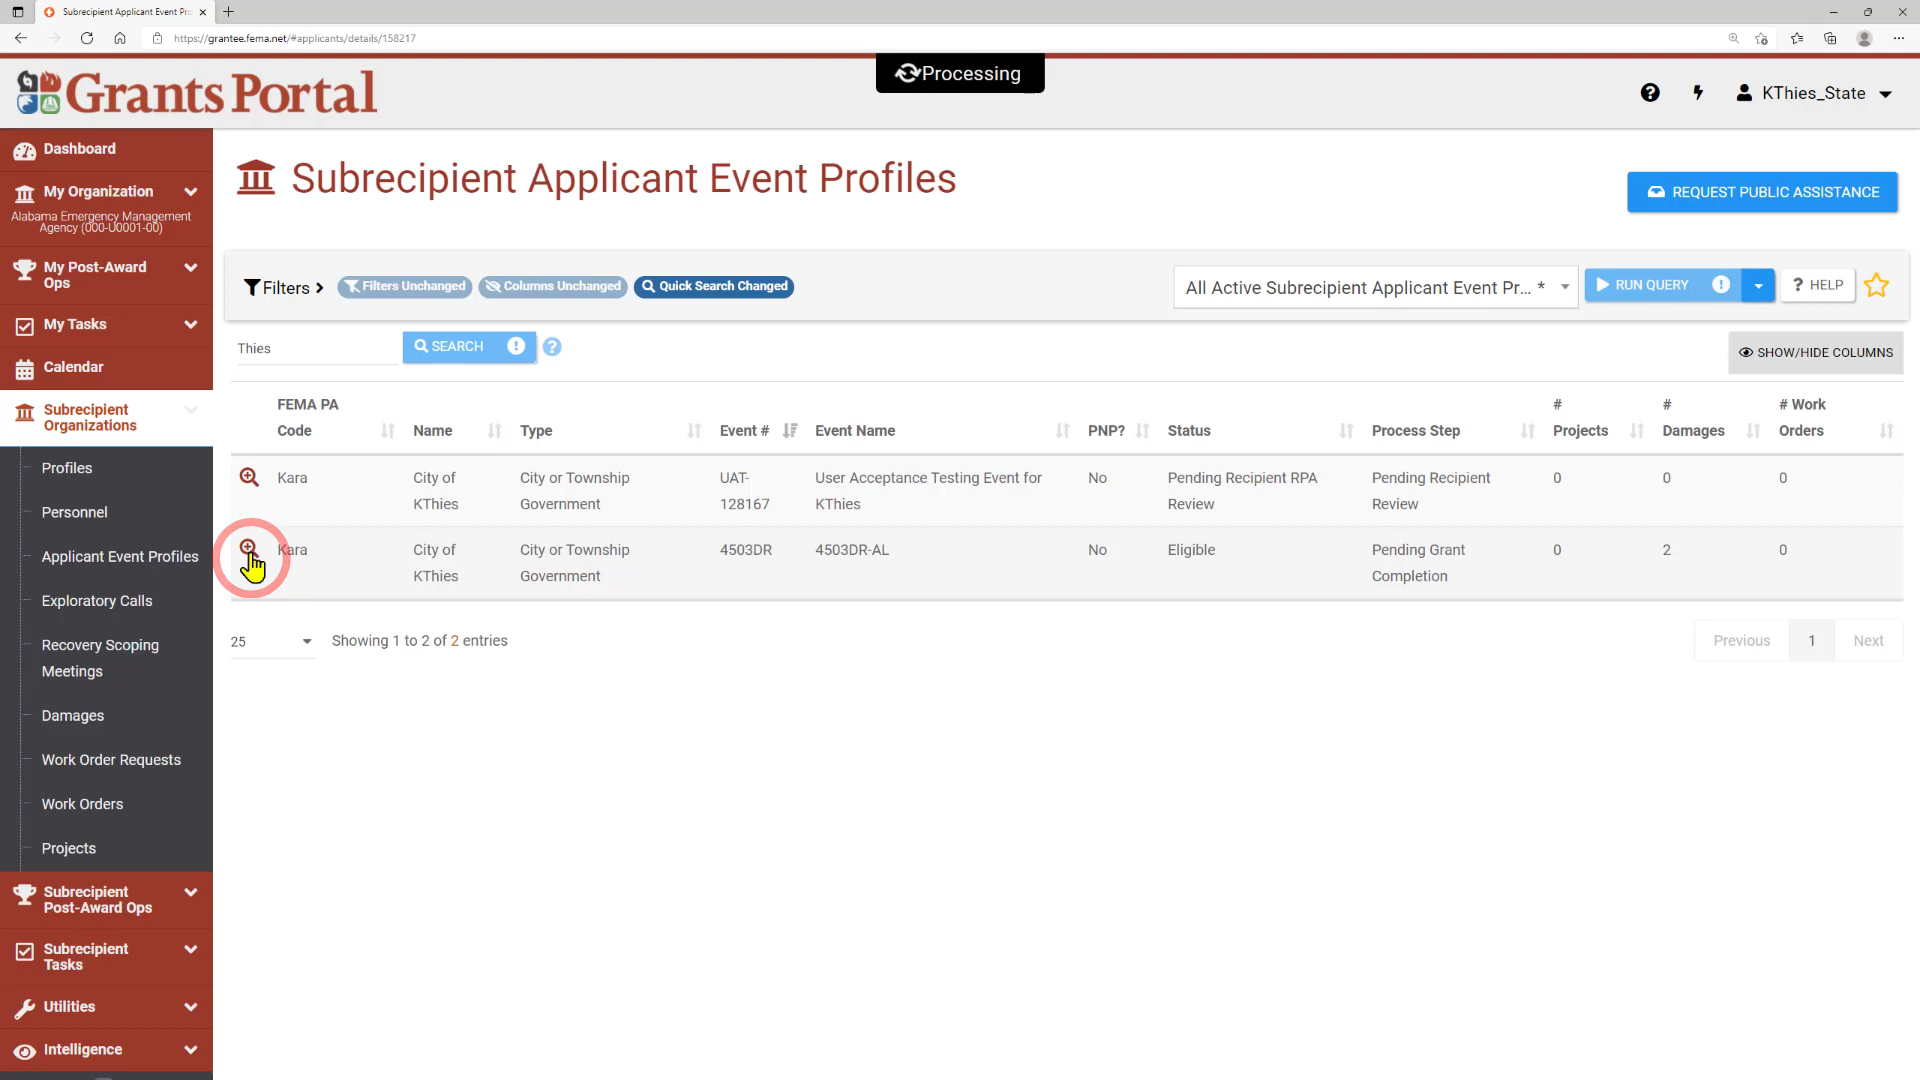 Subrecipient Applicant Event Pro
https://grantee.fema.net/#applicants/details/158217
Grants Portal
Processing
KThies_State
Dashboard
My Organization
Alabama Emergency Management
Agency (000-U0001-00)
My Post-Award
Ops
My Tasks
Calendar
Subrecipient
Organizations
Profiles
Personnel
Applicant Event Profiles
Exploratory Calls
Recovery Scoping
Meetings
Damages
Work Order Requests
Work Orders
Projects
Subrecipient
Post-Award Ops
Subrecipient
Tasks
Utilities
Intelligence
Subrecipient Applicant Event Profiles
REQUEST PUBLIC ASSISTANCE
Filters Filters Unchanged Columns Unchanged Quick Search Changed
All Active Subrecipient Applicant Event Pr... * RUN QUERY ! ? HELP
Thies SEARCH ! ?
SHOW/HIDE COLUMNS
FEMA PA # # # Work
Code Name Type Event # Event Name PNP? Status Process Step Projects Damages Orders
Kara City of City or Township UAT- User Acceptance Testing Event for No Pending Recipient RPA Pending Recipient 0 0 0
KThies Government 128167 KThies Review Review
Kara City of City or Township 4503DR 4503DR-AL No Eligible Pending Grant 0 2 0
KThies Government Completion
25 Showing 1 to 2 of 2 entries
Previous 1 Next